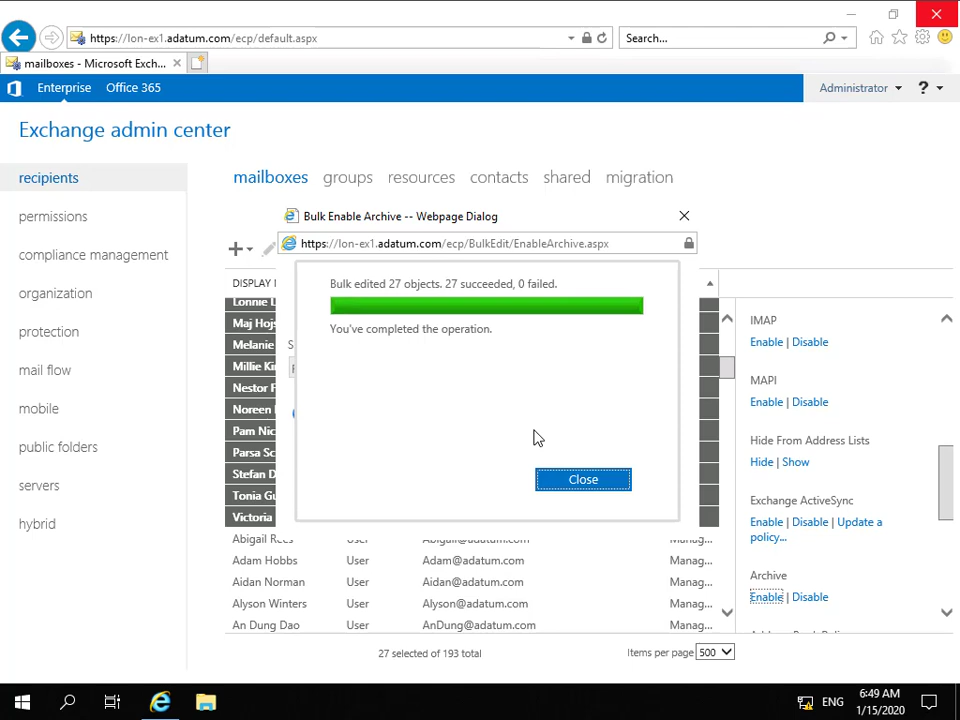 https://lon-ex1.adatum.com/ecp/default.aspx
Search...
mailboxes - Microsoft Exch...
Enterprise Office 365
Administrator ?
Exchange admin center
recipients
permissions
compliance management
organization
protection
mail flow
mobile
public folders
servers
hybrid
mailboxes groups resources contacts shared migration
Bulk Enable Archive -- Webpage Dialog
https://lon-ex1.adatum.com/ecp/BulkEdit/EnableArchive.aspx
Bulk edited 27 objects. 27 succeeded, 0 failed.
You've completed the operation.
Close
DISPLAY
Lonnie
Maj Hojs
Melanie
Millie Ki
Nestor F
Noreen
Pam Nic
Parsa Sc
Stefan D
Tonia Gu
Victoria
Abigail Rees User Abigail@adatum.com Manag...
Adam Hobbs User Adam@adatum.com Manag...
Aidan Norman User Aidan@adatum.com Manag...
Alyson Winters User Alyson@adatum.com Manag...
An Dung Dao User AnDung@adatum.com Manag...
27 selected of 193 total
Items per page 500
IMAP
Enable | Disable
MAPI
Enable | Disable
Hide From Address Lists
Hide | Show
Exchange ActiveSync
Enable | Disable | Update a
policy...
Archive
Enable | Disable
ENG
6:49 AM
1/15/2020